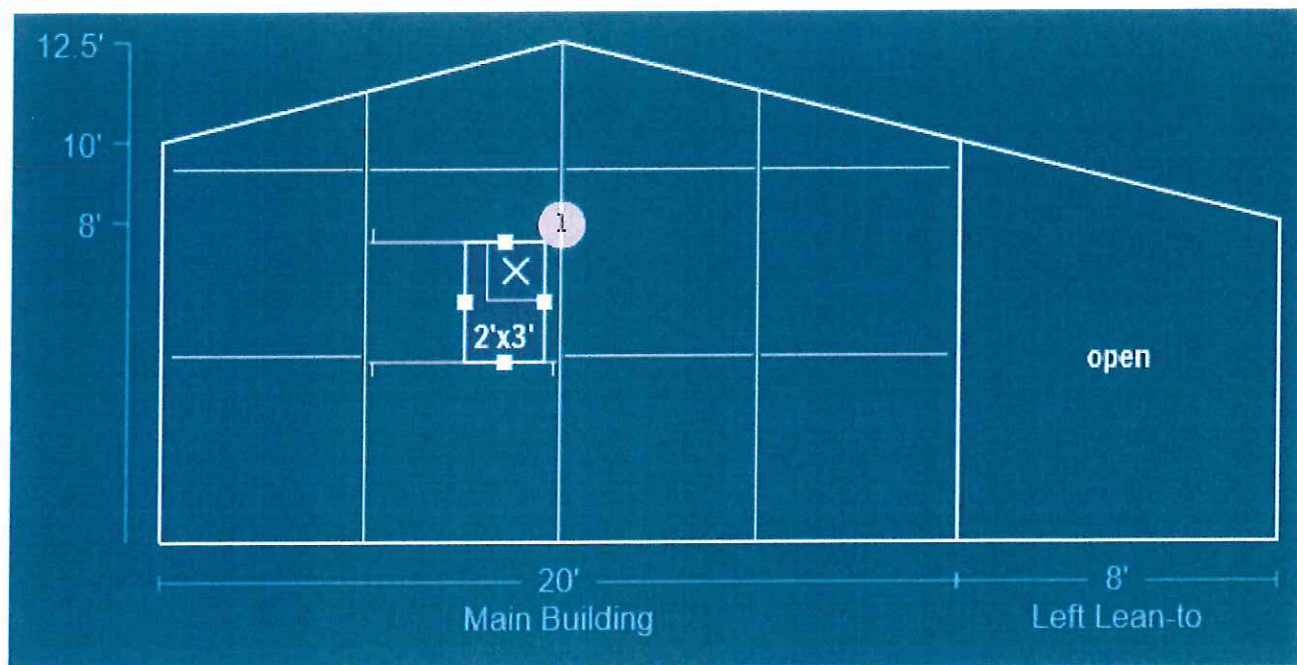 12.5'
10'
8'
1
2'x3'
open
20'
8'
Main Building
Left Lean-to